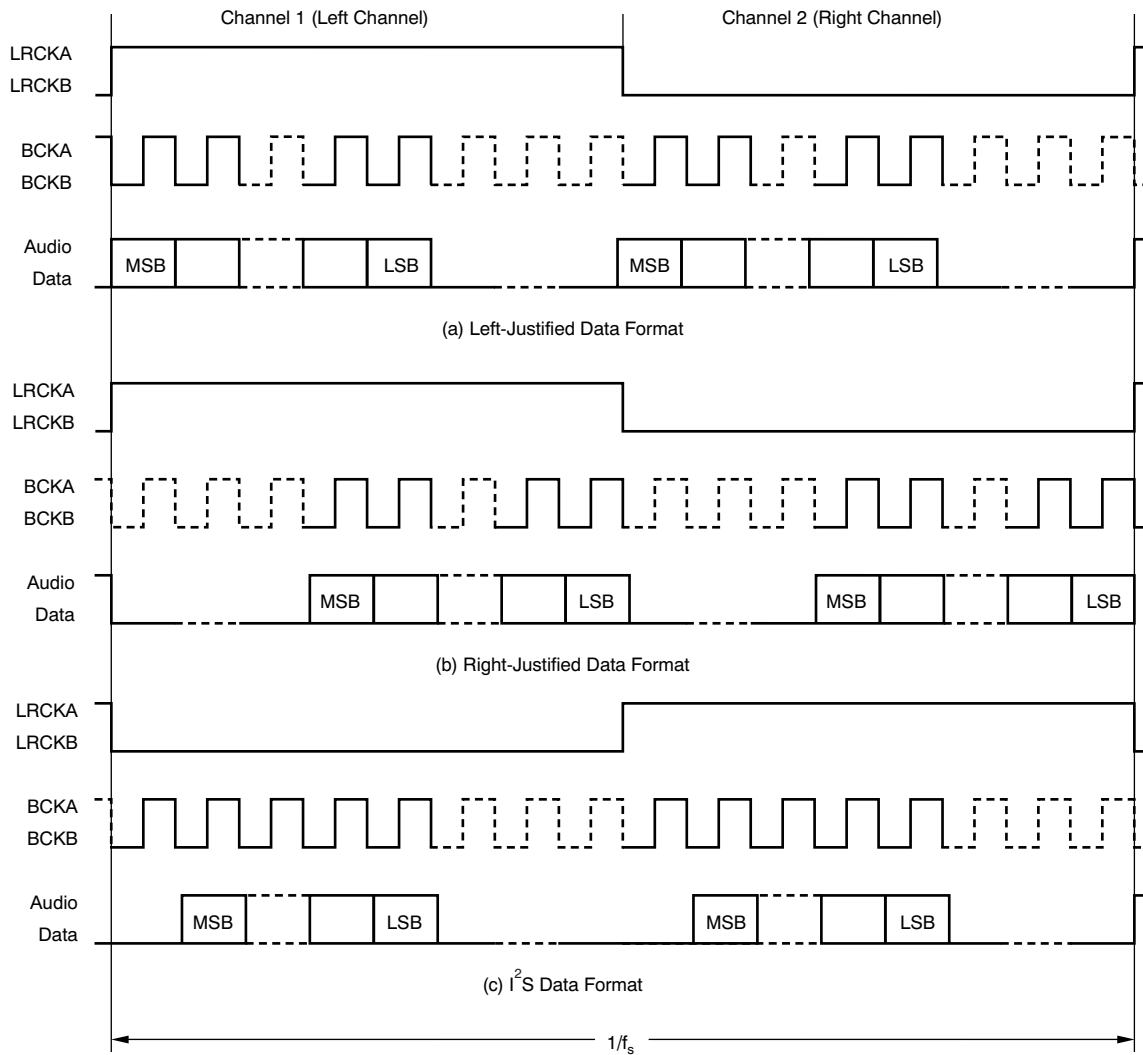 Channel 1 (Left Channel)
Channel 2 (Right Channel)
LRCKA
LRCKB
BCKA
BCKB
Audio
Data
MSB
LSB
MSB
LSB
(a) Left-Justified Data Format
LRCKA
LRCKB
BCKA
BCKB
Audio
Data
MSB
LSB
MSB
LSB
(b) Right-Justified Data Format
LRCKA
LRCKB
BCKA
BCKB
Audio
Data
MSB
LSB
MSB
LSB
(c) I²S Data Format
1/fₛ